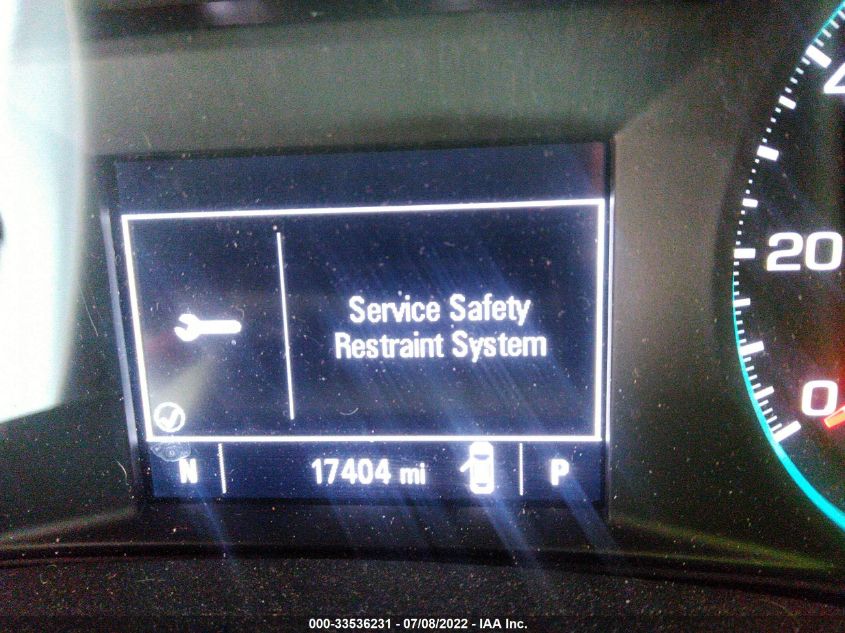 Service Safety
Restraint System
N 17404 mi P
20
0
000-33536231 - 07/08/2022 - IAA Inc.